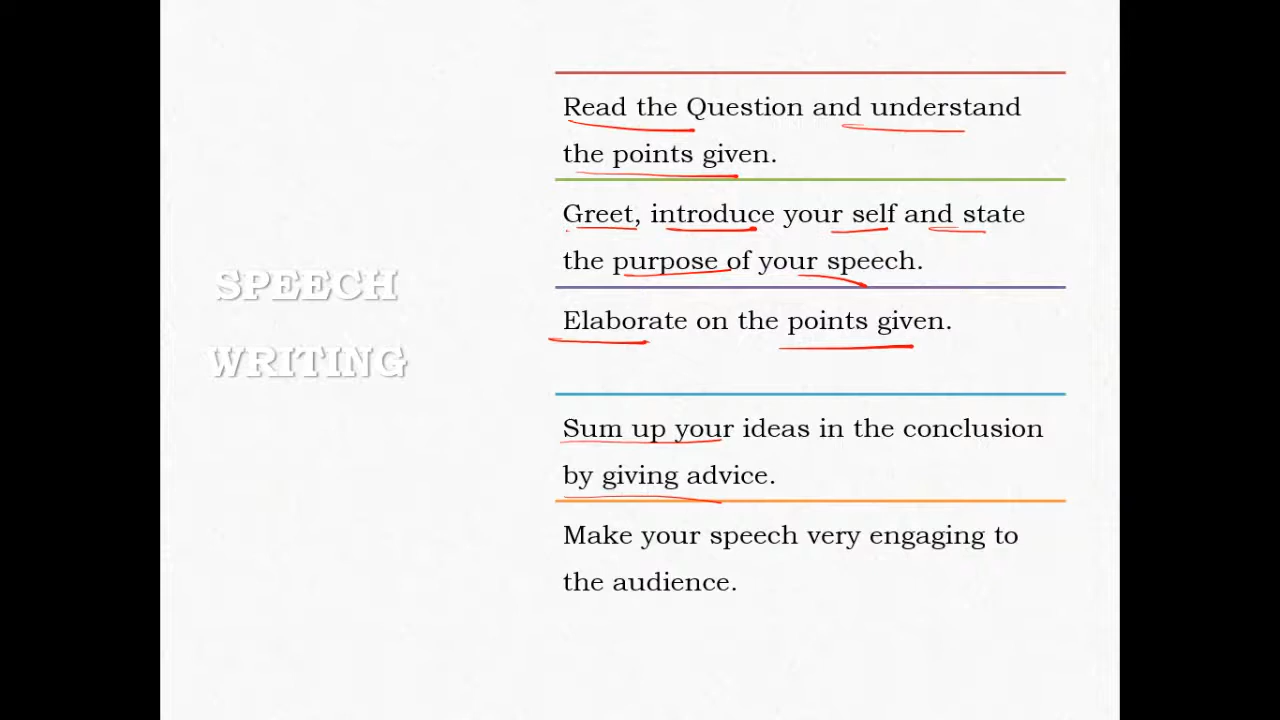 SPEECH
WRITING
Read the Question and understand
the points given.
Greet, introduce your self and state
the purpose of your speech.
Elaborate on the points given.
Sum up your ideas in the conclusion
by giving advice.
Make your speech very engaging to
the audience.